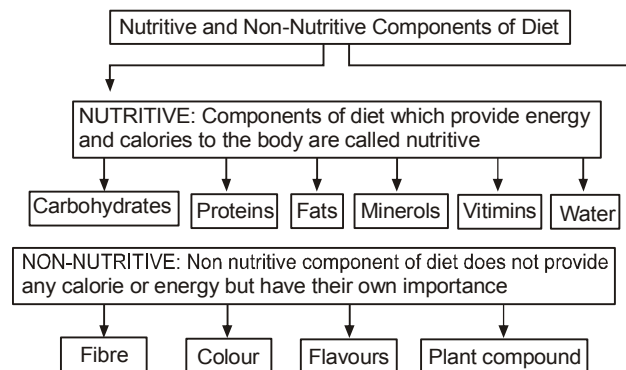 Nutritive and Non-Nutritive Components of Diet
NUTRITIVE: Components of diet which provide energy
and calories to the body are called nutritive
Carbohydrates Proteins Fats Minerols Vitimins Water
NON-NUTRITIVE: Non nutritive component of diet does not provide
any calorie or energy but have their own importance
Fibre Colour Flavours Plant compound